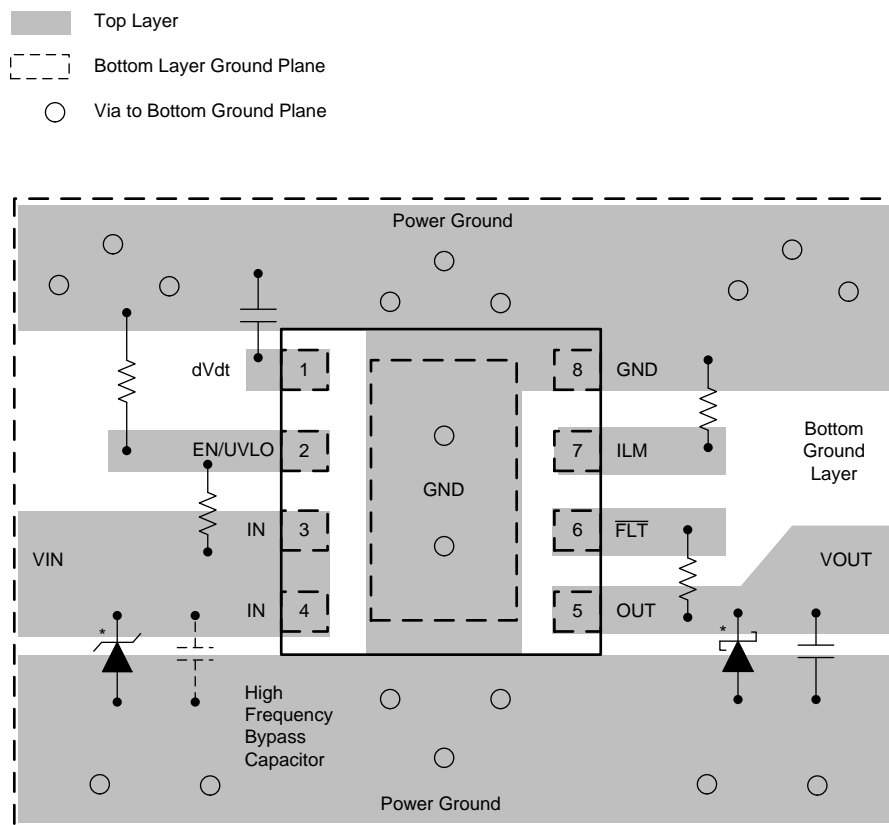 Top Layer
Bottom Layer Ground Plane
Via to Bottom Ground Plane
Power Ground
dVdt
1
8
GND
EN/UVLO
2
7
ILM
Bottom
Ground
Layer
GND
IN
3
6
FLT
VIN
VOUT
IN
4
5
OUT
*
*
High
Frequency
Bypass
Capacitor
Power Ground